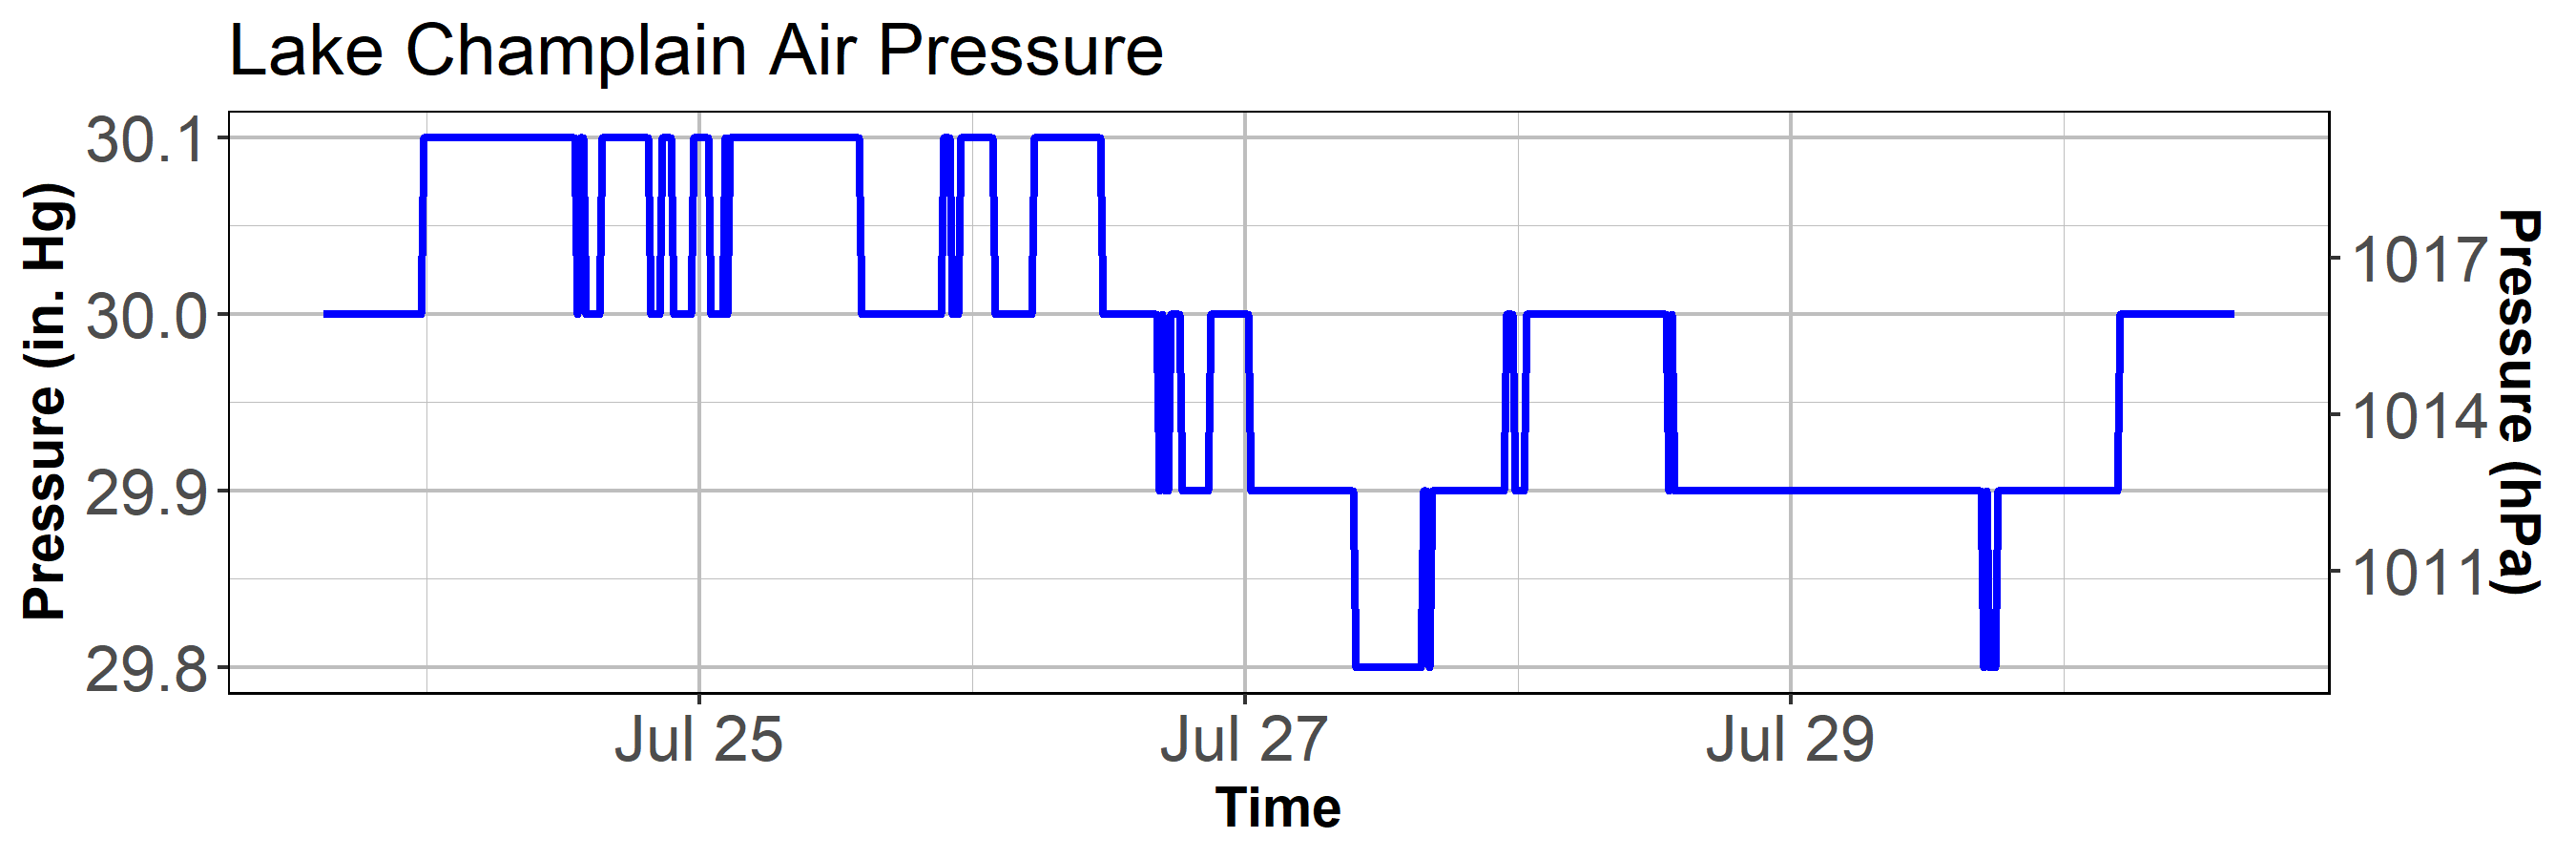 Lake Champlain Air Pressure
30.1
30.0
29.9
29.8
Pressure (in. Hg)
1017
1014
1011
Pressure (hPa)
Jul 25
Jul 27
Jul 29
Time